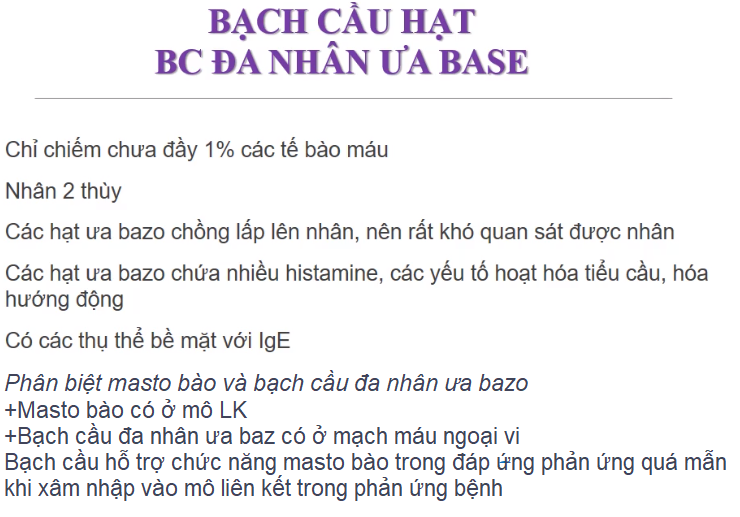 BẠCH CẦU HẠT
BC ĐA NHÂN ƯA BASE
Chỉ chiếm chưa đầy 1% các tế bào máu
Nhân 2 thùy
Các hạt ưa bazo chồng lấp lên nhân, nên rất khó quan sát được nhân
Các hạt ưa bazo chứa nhiều histamine, các yếu tố hoạt hóa tiểu cầu, hóa
hướng động
Có các thụ thể bề mặt với IgE
Phân biệt masto bào và bạch cầu đa nhân ưa bazo
+Masto bào có ở mô LK
+Bạch cầu đa nhân ưa baz có ở mạch máu ngoại vi
Bạch cầu hỗ trợ chức năng masto bào trong đáp ứng phản ứng quá mẫn
khi xâm nhập vào mô liên kết trong phản ứng bệnh